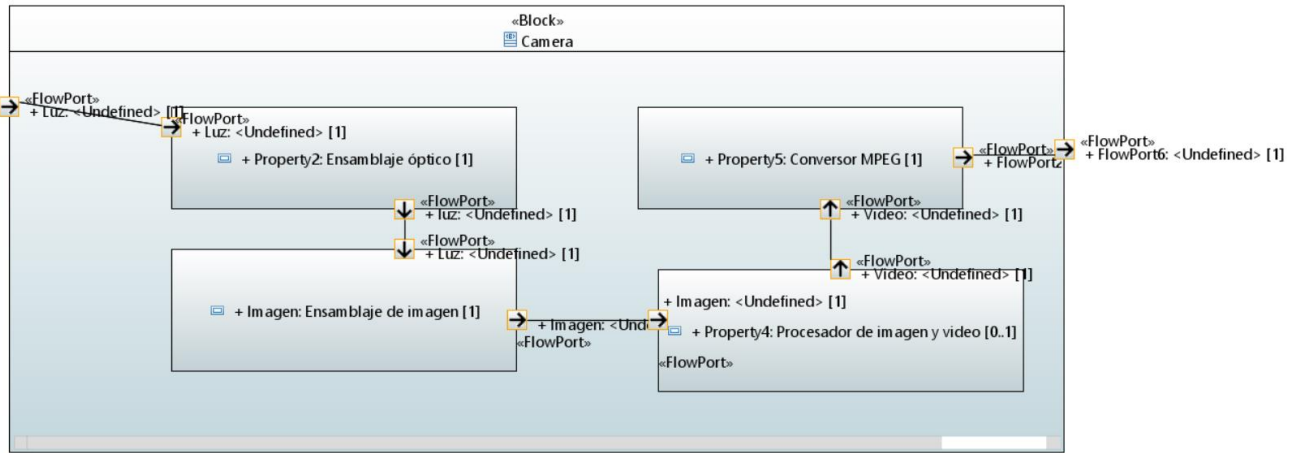 «Block»
Camera
«FlowPort»
+ Luz: <Undefined> [1]
«FlowPort»
+ Luz: <Undefined> [1]
+ Property2: Ensamblaje óptico [1]
«FlowPort»
+ luz: <Undefined> [1]
«FlowPort»
+ Luz: <Undefined> [1]
+ Imagen: Ensamblaje de imagen [1]
+ Imagen: <Und
«FlowPort»
+ Imagen: <Undefined> [1]
+ Property4: Procesador de imagen y video [0..1]
«FlowPort»
«FlowPort»
+ Video: <Undefined> [1]
«FlowPort»
+ Video: <Undefined> [1]
+ Property5: Conversor MPEG [1]
«FlowPort»
+ FlowPort2
«FlowPort»
+ FlowPort6: <Undefined> [1]